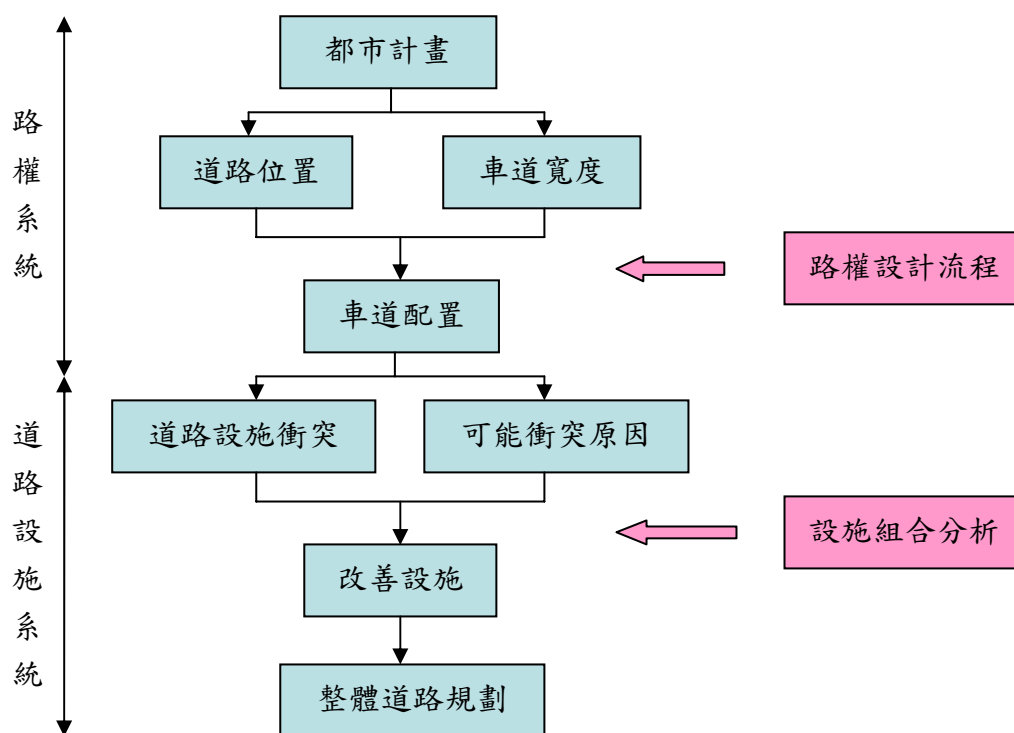 都市計畫
道路位置
車道寬度
路權系統
路權設計流程
車道配置
道路設施衝突
可能衝突原因
道路設施系統
設施組合分析
改善設施
整體道路規劃